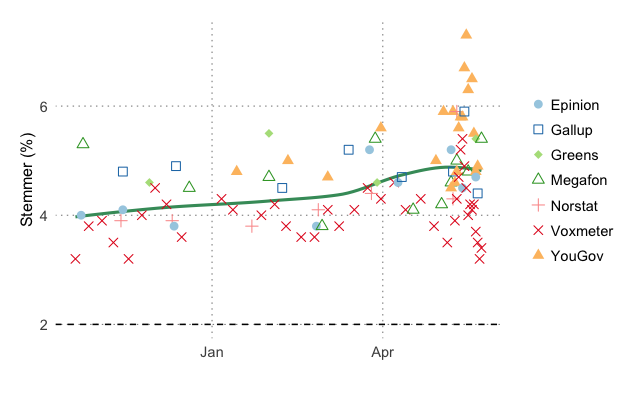 Stemmer (%)
6
4
2
Jan
Apr
Epinion
Gallup
Greens
Megafon
Norstat
Voxmeter
YouGov